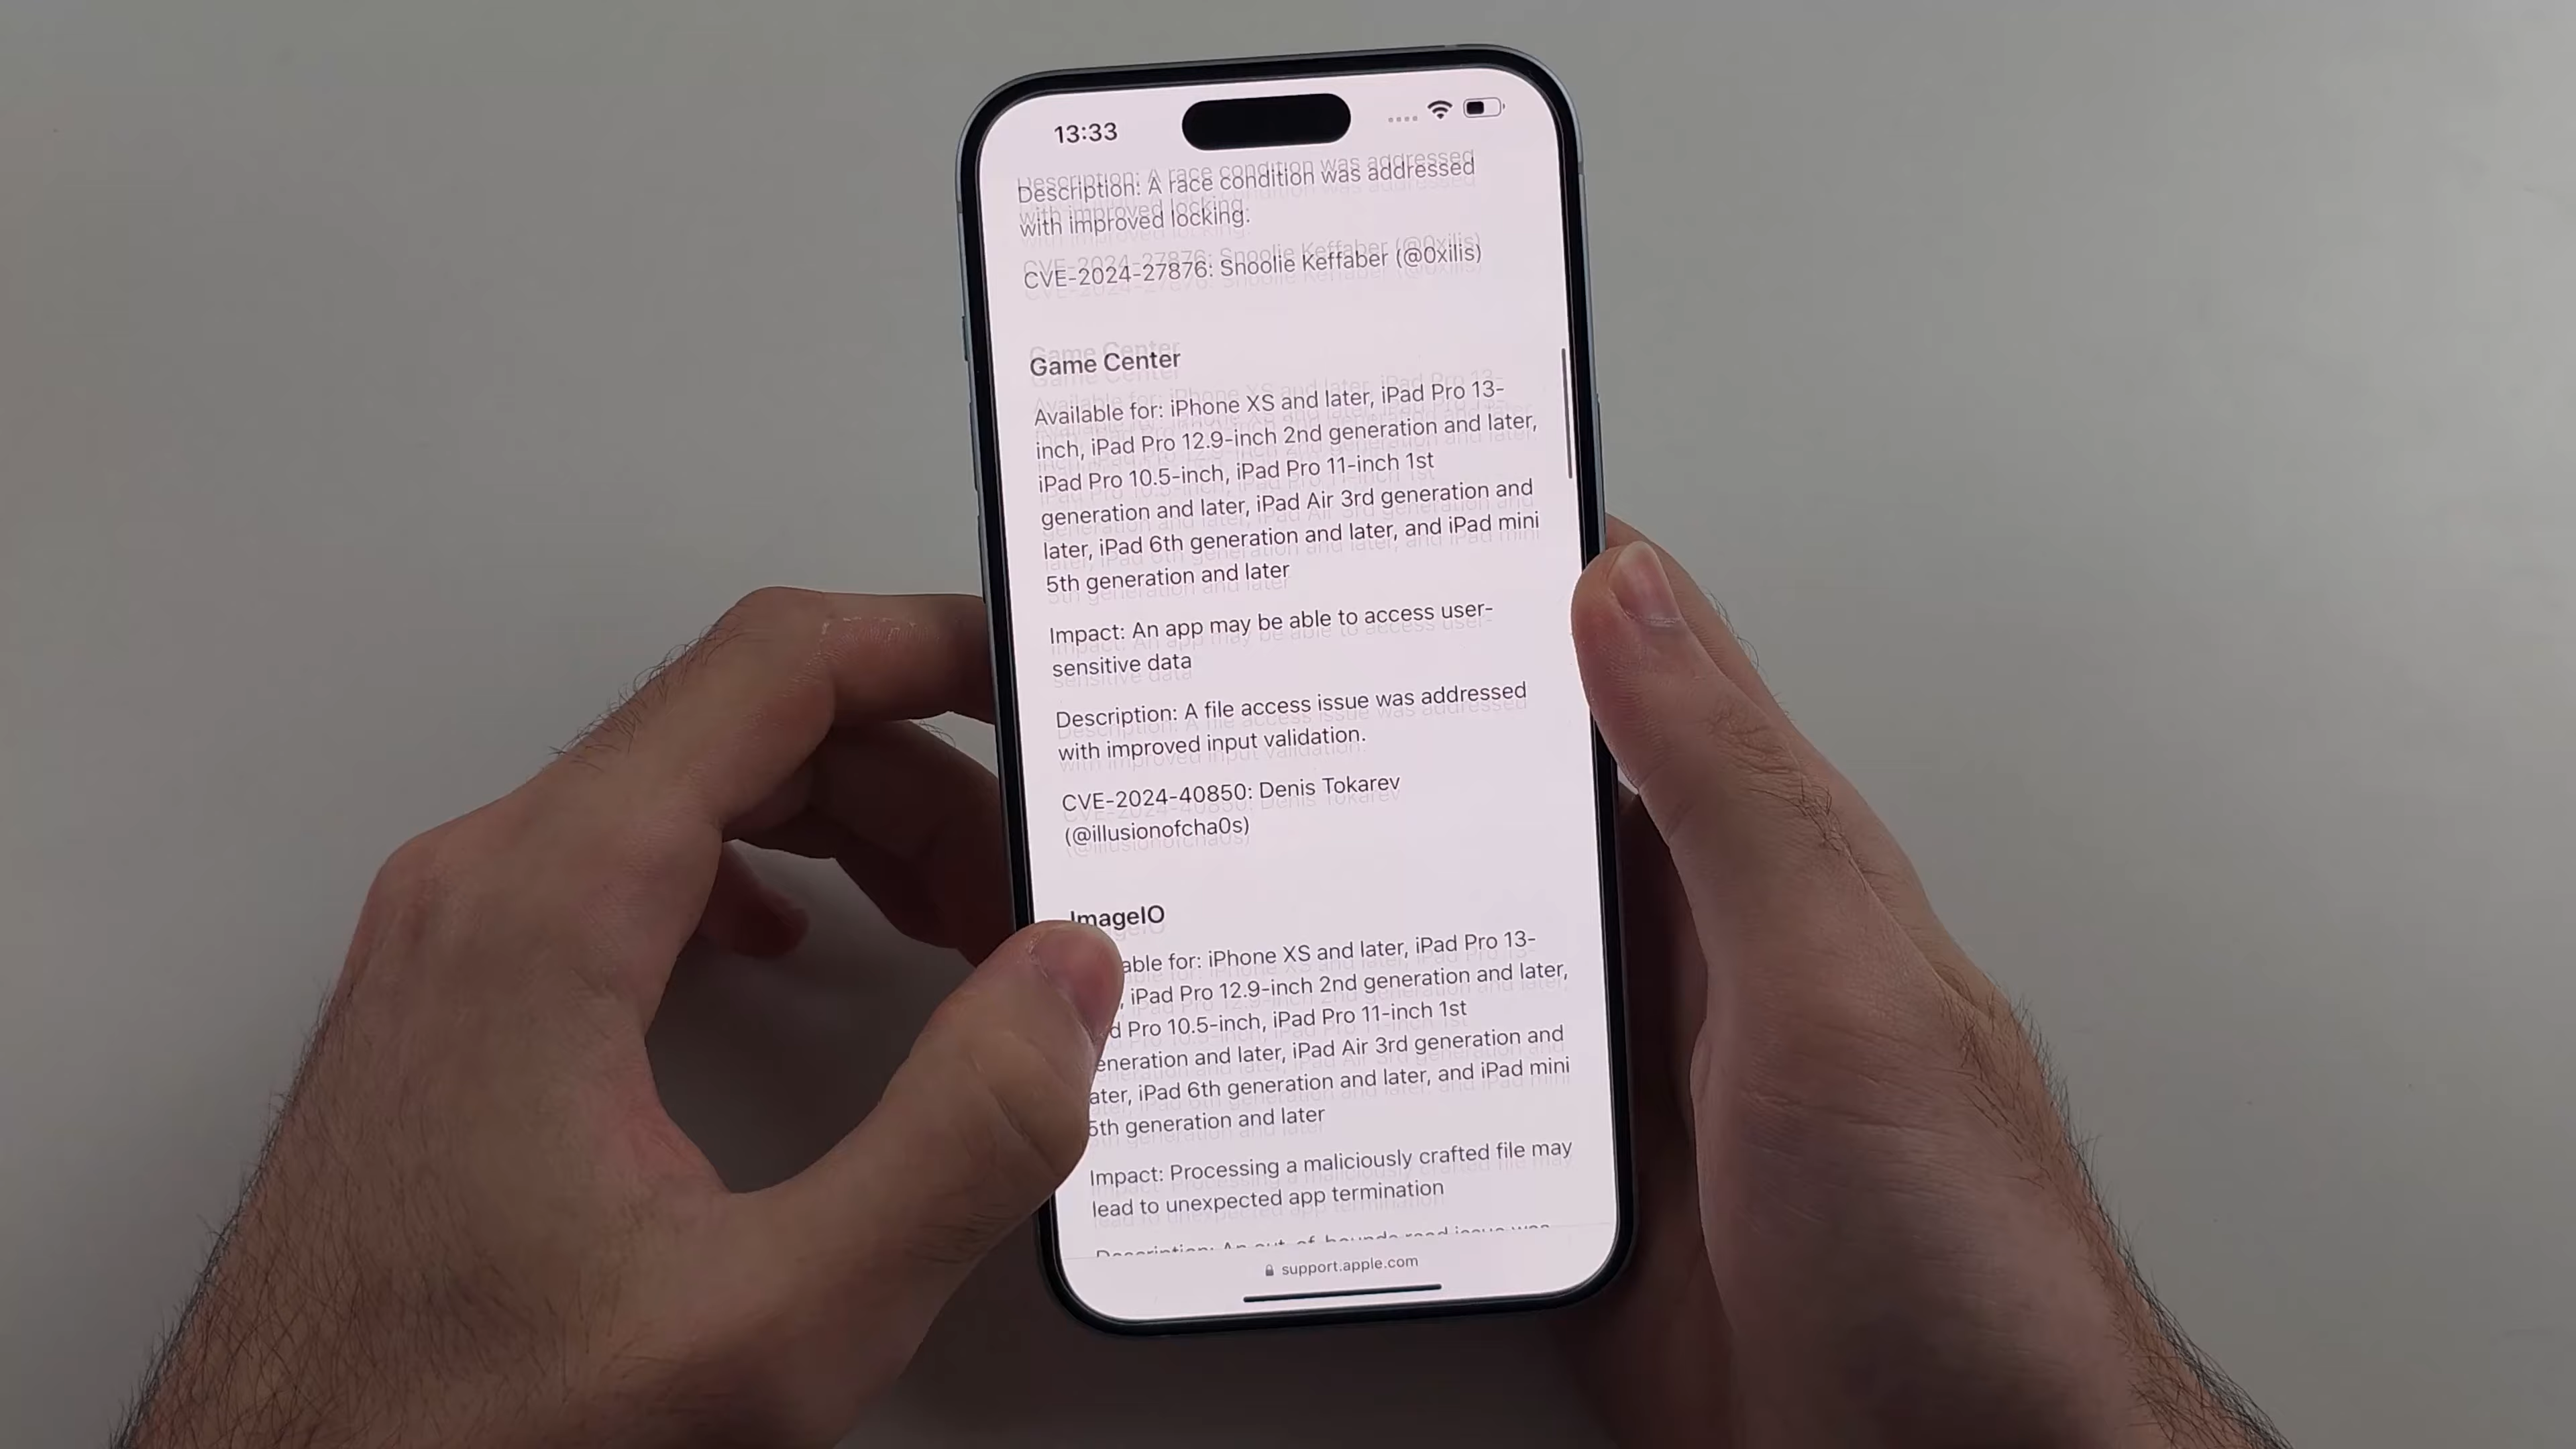 13:33
Description: A race condition was addressed
with improved locking.
CVE-2024-27876: Snoolie Keffaber (@0xilis)
Game Center
Available for: iPhone XS and later, iPad Pro 13-
inch, iPad Pro 12.9-inch 2nd generation and later,
iPad Pro 10.5-inch, iPad Pro 11-inch 1st
generation and later, iPad Air 3rd generation and
later, iPad 6th generation and later, and iPad mini
5th generation and later
Impact: An app may be able to access user-
sensitive data
Description: A file access issue was addressed
with improved input validation.
CVE-2024-40850: Denis Tokarev
(@illusionofcha0s)
ImageIO
able for: iPhone XS and later, iPad Pro 13-
, iPad Pro 12.9-inch 2nd generation and later,
d Pro 10.5-inch, iPad Pro 11-inch 1st
eneration and later, iPad Air 3rd generation and
ater, iPad 6th generation and later, and iPad mini
5th generation and later
Impact: Processing a maliciously crafted file may
lead to unexpected app termination
Description: An out-of-bounds read issue was
support.apple.com